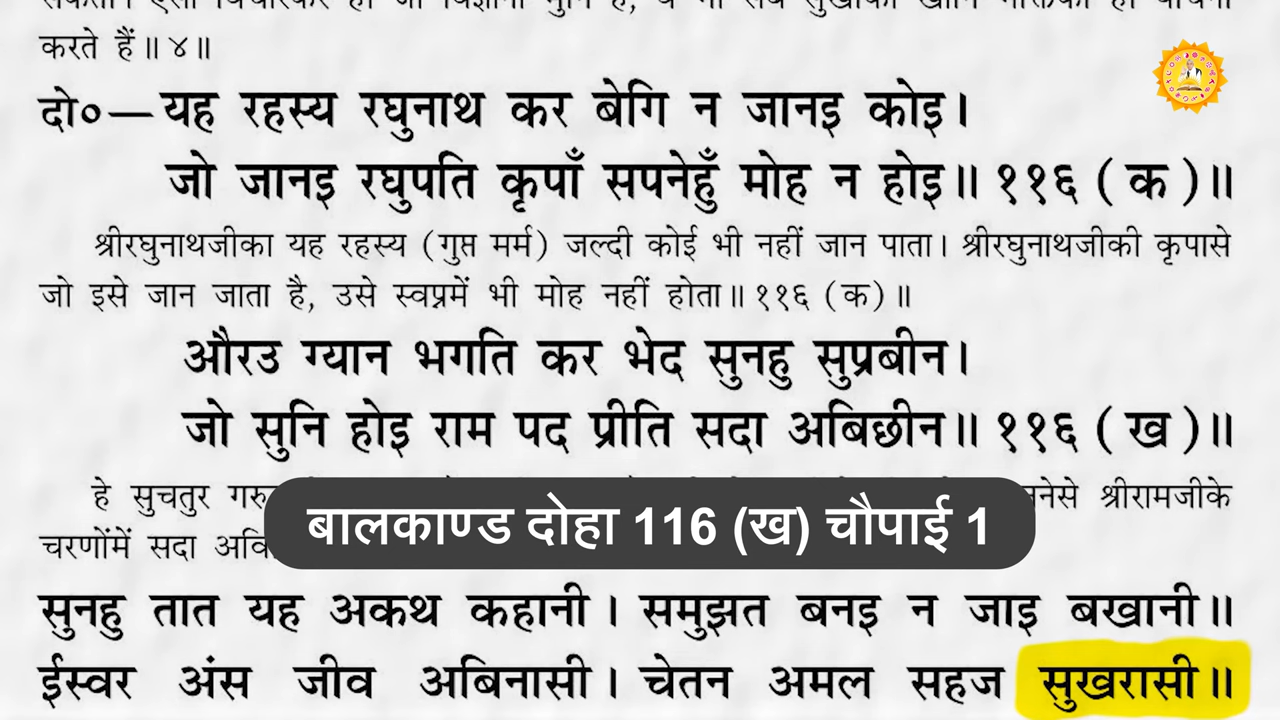 करते हैं॥४॥
दो०—यह रहस्य रघुनाथ कर बेगि न जानइ कोइ।
जो जानइ रघुपति कृपाँ सपनेहुँ मोह न होइ॥ ११६ ( क )॥
श्रीरघुनाथजीका यह रहस्य (गुप्त मर्म) जल्दी कोई भी नहीं जान पाता। श्रीरघुनाथजीकी कृपासे
जो इसे जान जाता है, उसे स्वप्नमें भी मोह नहीं होता॥११६ (क)॥
औरउ ग्यान भगति कर भेद सुनहु सुप्रबीन।
जो सुनि होइ राम पद प्रीति सदा अबिछीन॥ ११६ ( ख )॥
हे सुचतुर श्रीरामजीके
चरणोंमें सदा
बालकाण्ड दोहा 116 (ख) चौपाई 1
सुनहु तात यह अकथ कहानी। समुझत बनइ न जाइ बखानी॥
ईस्वर अंस जीव अबिनासी। चेतन अमल सहज सुखरासी॥